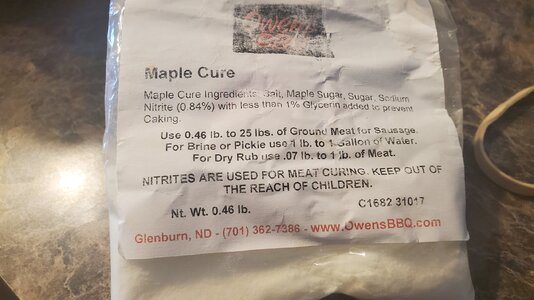 Owens
BBQ
Maple Cure
Maple Cure Ingredients: Salt, Maple Sugar, Sugar, Sodium
Nitrite (0.84%) with less than 1% Glycerin added to prevent
Caking.
Use 0.46 lb. to 25 lbs. of Ground Meat for Sausage.
For Brine or Pickle use 1 lb. to 1 Gallon of Water.
For Dry Rub use .07 lb. to 1 lb. of Meat.
NITRITES ARE USED FOR MEAT CURING. KEEP OUT OF
THE REACH OF CHILDREN.
Nt. Wt. 0.46 lb.
C1682 31017
Glenburn, ND - (701) 362-7386 - www.OwensBBQ.com